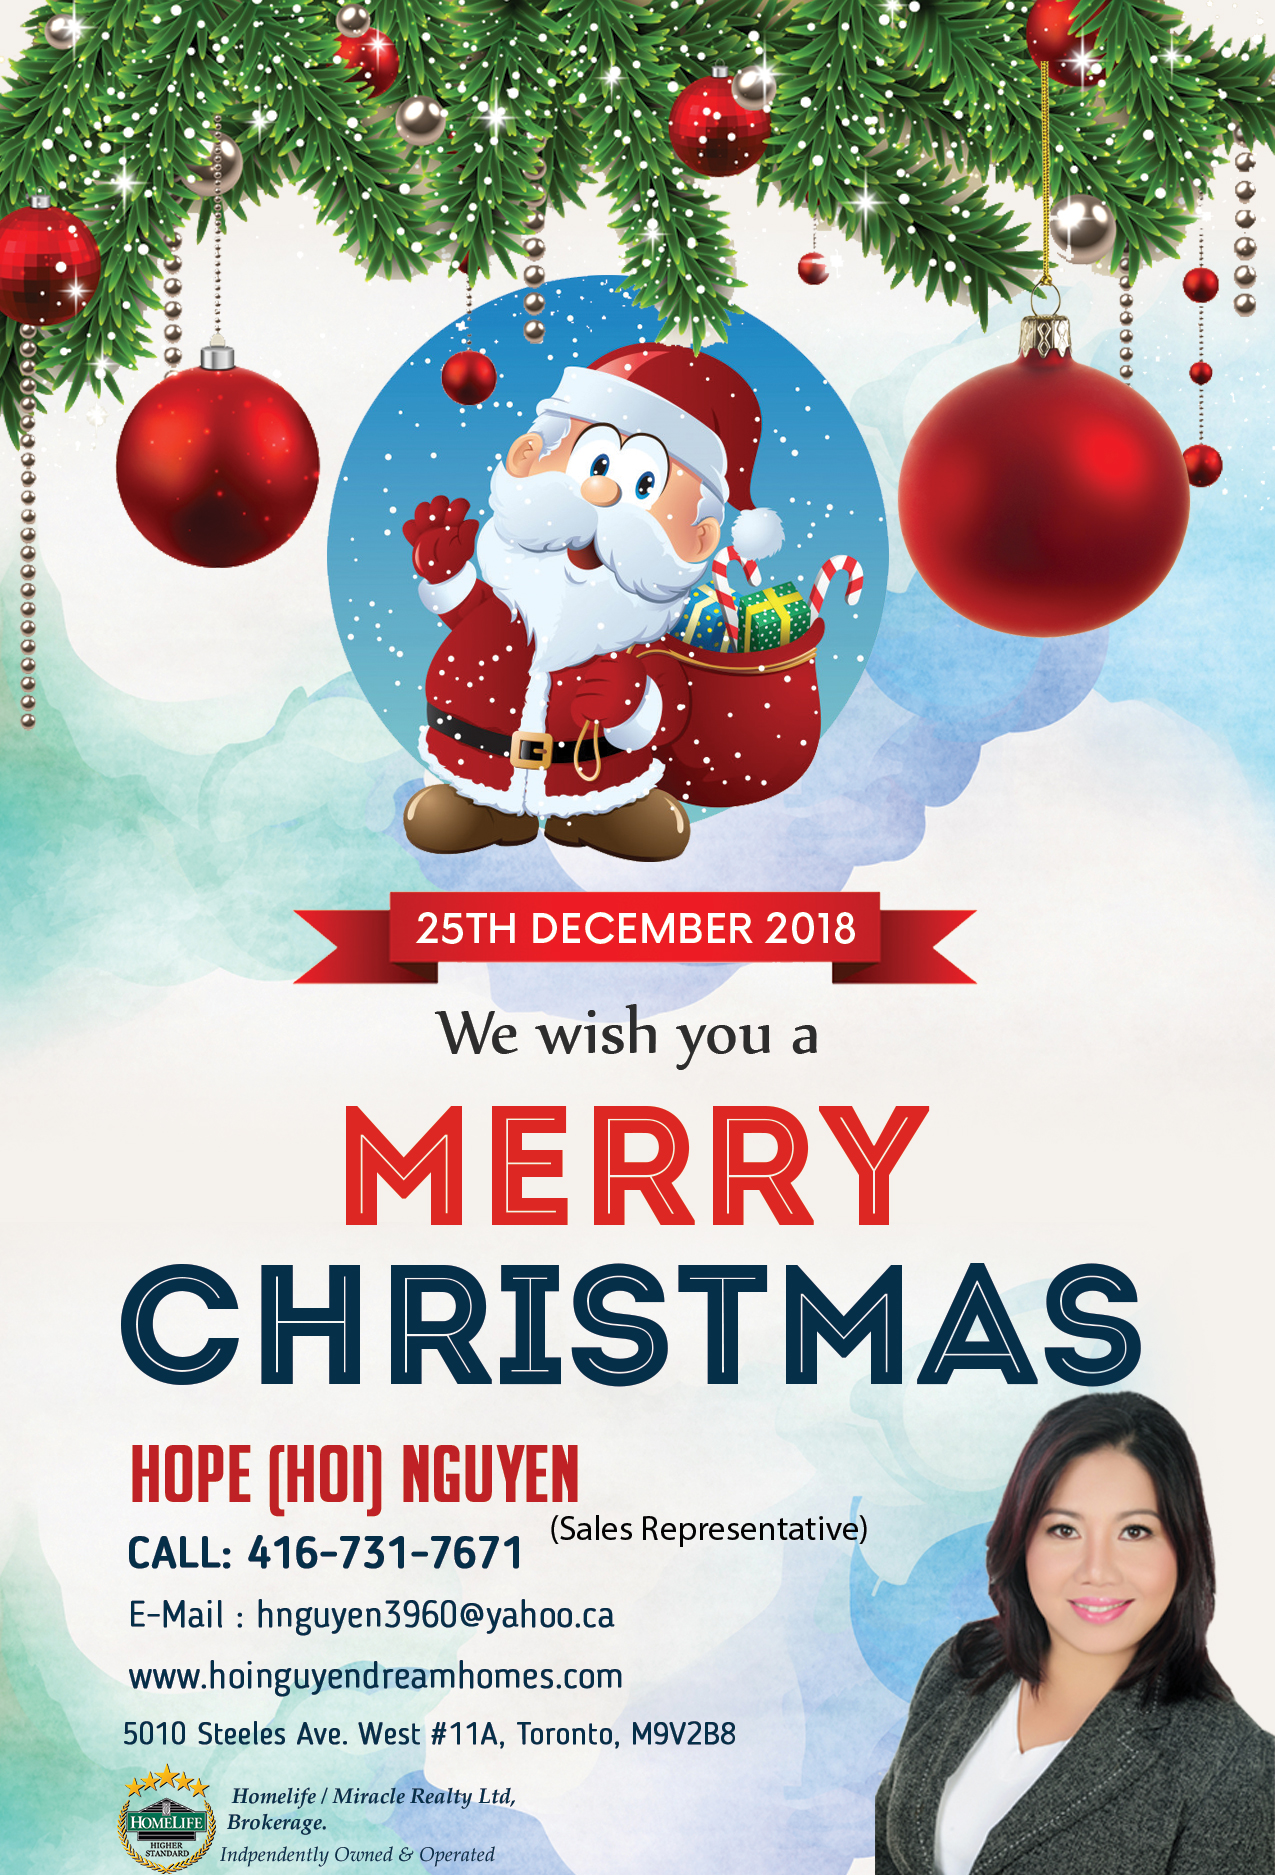 25TH DECEMBER 2018
We wish you a
MERRY
CHRISTMAS
HOPE (HOI) NGUYEN
(Sales Representative)
CALL: 416-731-7671
E-Mail : hnguyen3960@yahoo.ca
www.hoinguyendreamhomes.com
5010 Steeles Ave. West #11A, Toronto, M9V2B8
Homelife / Miracle Realty Ltd,
Brokerage.
Indpendently Owned & Operated
HOMELIFE
HIGHER
STANDARD